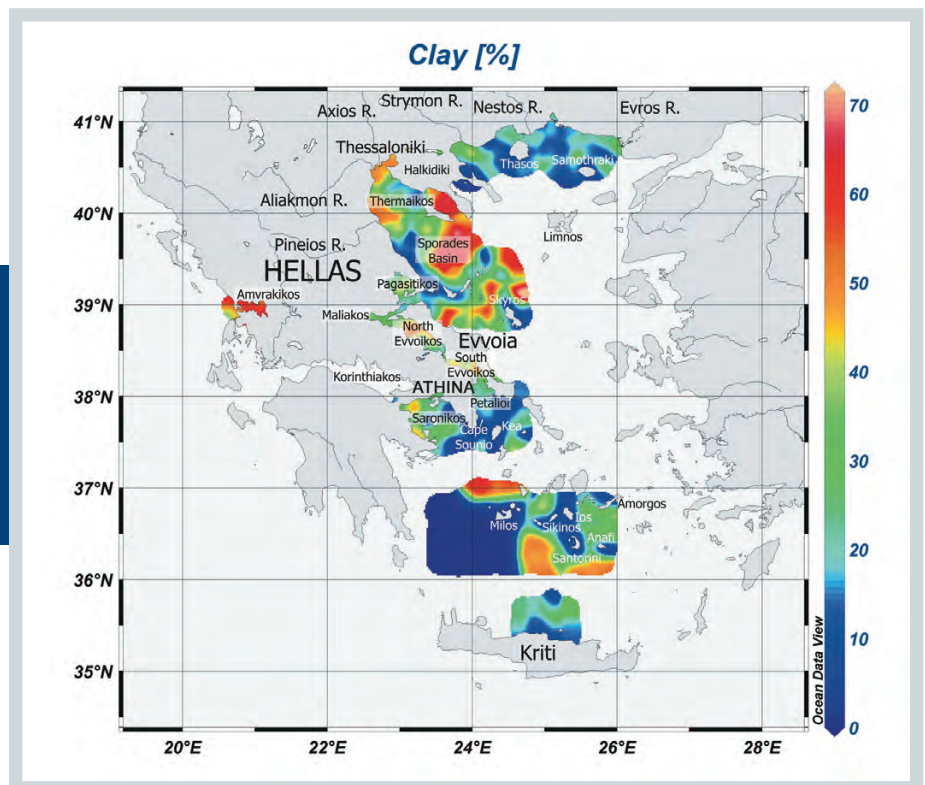 Clay [%]
Axios R.
Strymon R.
Nestos R.
Evros R.
41°N
Thessaloniki
Halkidiki
Thasos
Samothraki
Aliakmon R.
Thermaikos
40°N
Limnos
Pineios R.
Sporades
Basin
HELLAS
Pagasitikos
Amvrakikos
39°N
Skyros
Maliakos
North
Evvoikos
Evvoia
South
Evvoikos
Korinthiakos
ATHINA
38°N
Petalioi
Saronikos
Cape
Sounio
Kea
37°N
Amorgos
Milos
Ios
Sikinos
Anafi
Santorini
36°N
Kriti
35°N
20°E
22°E
24°E
26°E
28°E
70
60
50
40
30
20
10
0
Ocean Data View